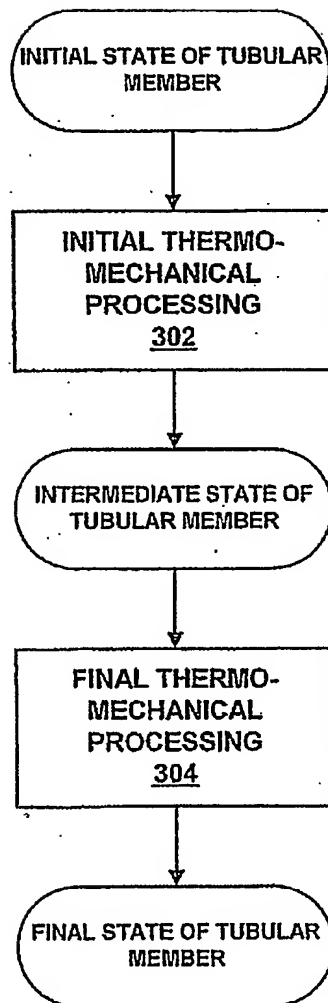 INITIAL STATE OF TUBULAR
MEMBER
INITIAL THERMO-
MECHANICAL
PROCESSING
302
INTERMEDIATE STATE OF
TUBULAR MEMBER
FINAL THERMO-
MECHANICAL
PROCESSING
304
FINAL STATE OF TUBULAR
MEMBER